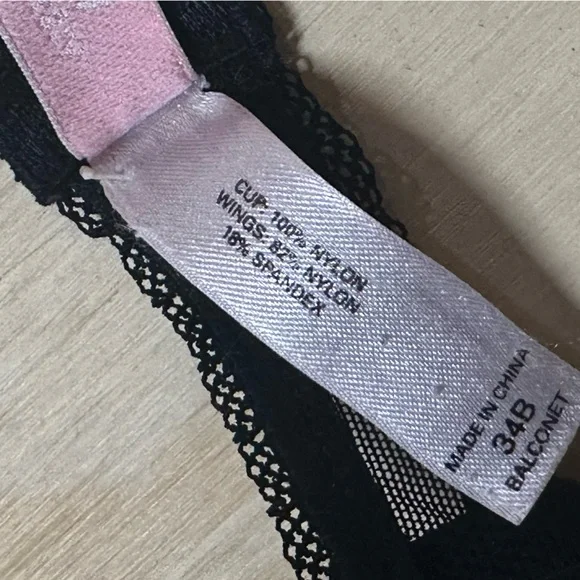 CUP: 100% NYLON
WINGS: 82% NYLON
18% SPANDEX
MADE IN CHINA
34B
BALCONET